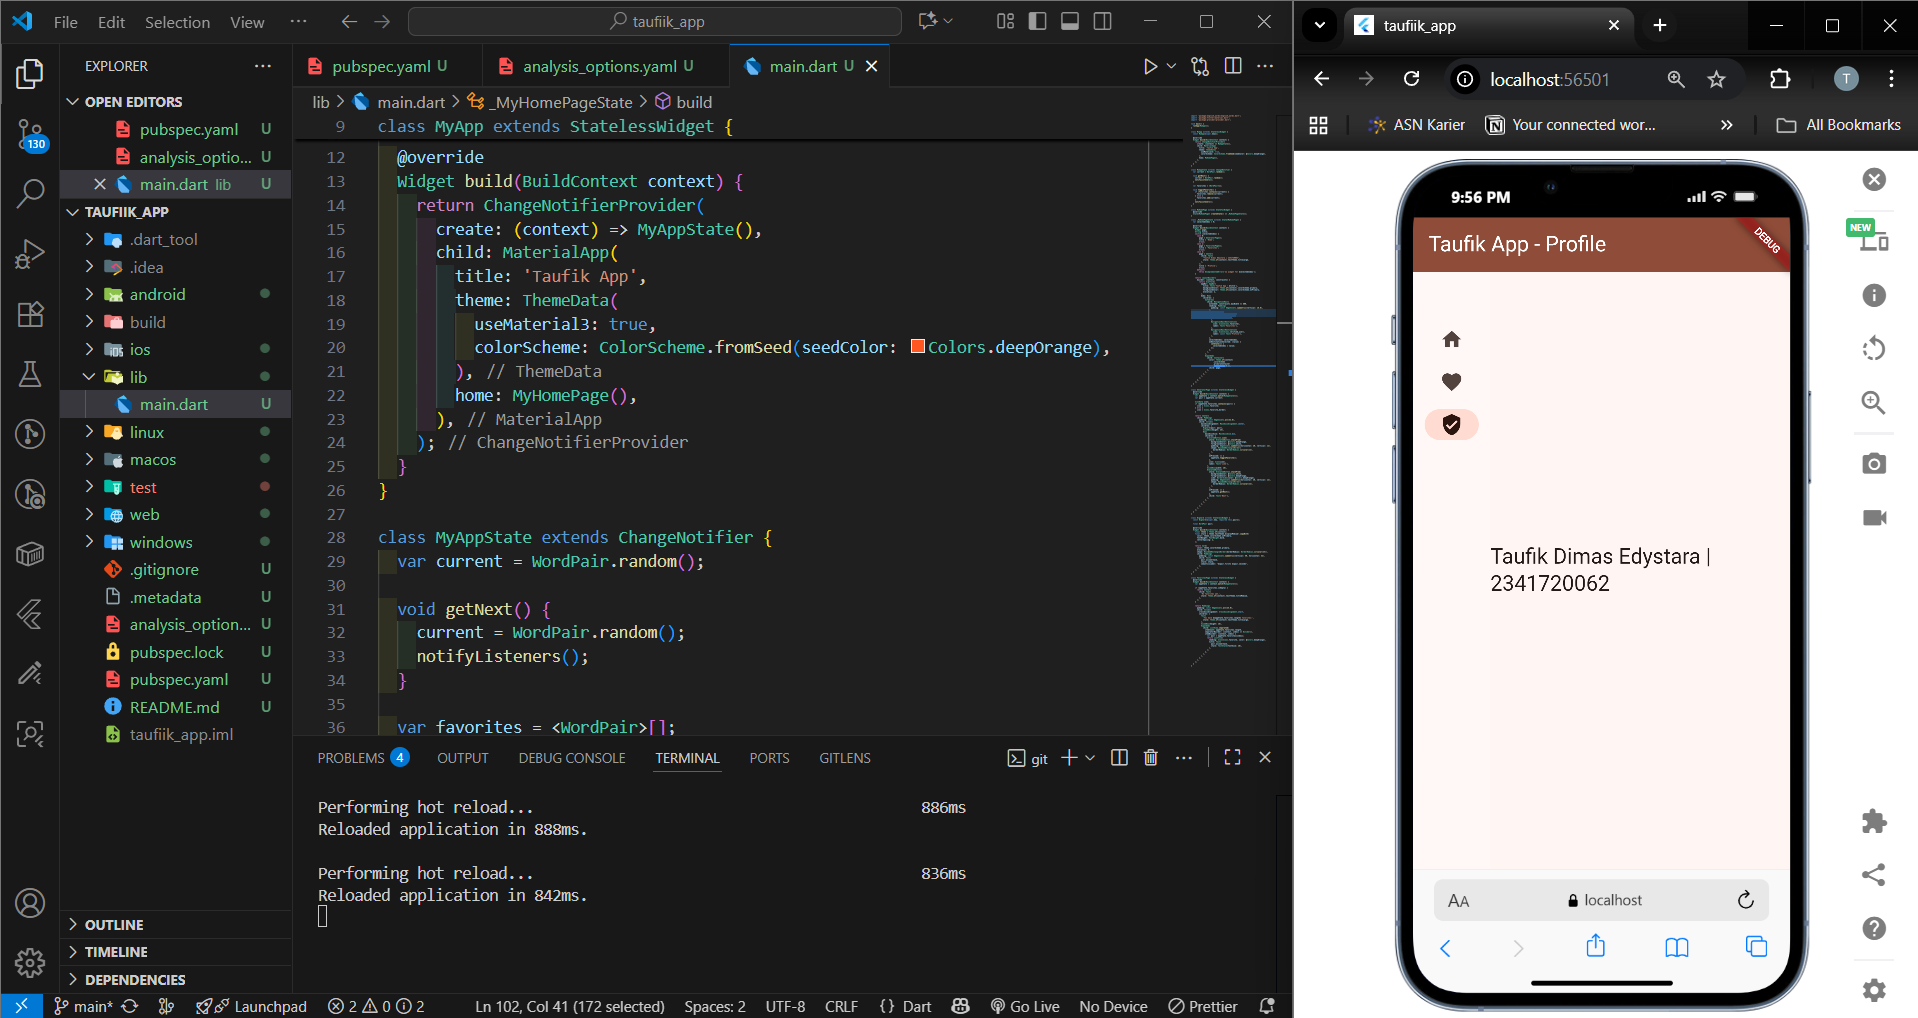 File Edit Selection View ··· taufiik_app
EXPLORER
OPEN EDITORS
pubspec.yaml U
analysis_optio... U
main.dart lib U
130
TAUFIIK_APP
.dart_tool
.idea
android
build
ios
lib
main.dart U
linux
macos
test
web
windows
.gitignore U
.metadata U
analysis_option... U
pubspec.lock U
pubspec.yaml U
README.md U
taufiik_app.iml
OUTLINE
TIMELINE
DEPENDENCIES
pubspec.yaml U analysis_options.yaml U main.dart U
lib > main.dart > _MyHomePageState > build
9 class MyApp extends StatelessWidget {
12 @override
13 Widget build(BuildContext context) {
14 return ChangeNotifierProvider(
15 create: (context) => MyAppState(),
16 child: MaterialApp(
17 title: 'Taufik App',
18 theme: ThemeData(
19 useMaterial3: true,
20 colorScheme: ColorScheme.fromSeed(seedColor: Colors.deepOrange),
21 ), // ThemeData
22 home: MyHomePage(),
23 ), // MaterialApp
24 ); // ChangeNotifierProvider
25 }
26 }
27
28 class MyAppState extends ChangeNotifier {
29 var current = WordPair.random();
30
31 void getNext() {
32 current = WordPair.random();
33 notifyListeners();
34 }
35
36 var favorites = <WordPair>[];
PROBLEMS 4 OUTPUT DEBUG CONSOLE TERMINAL PORTS GITLENS git
Performing hot reload... 886ms
Reloaded application in 888ms.
Performing hot reload... 836ms
Reloaded application in 842ms.
main* Launchpad 2 0 2 Ln 102, Col 41 (172 selected) Spaces: 2 UTF-8 CRLF {} Dart Go Live No Device Prettier
taufiik_app
localhost:56501 T
ASN Karier Your connected wor... » All Bookmarks
9:56 PM
Taufik App - Profile
DEBUG
Taufik Dimas Edystara |
2341720062
AA localhost
NEW